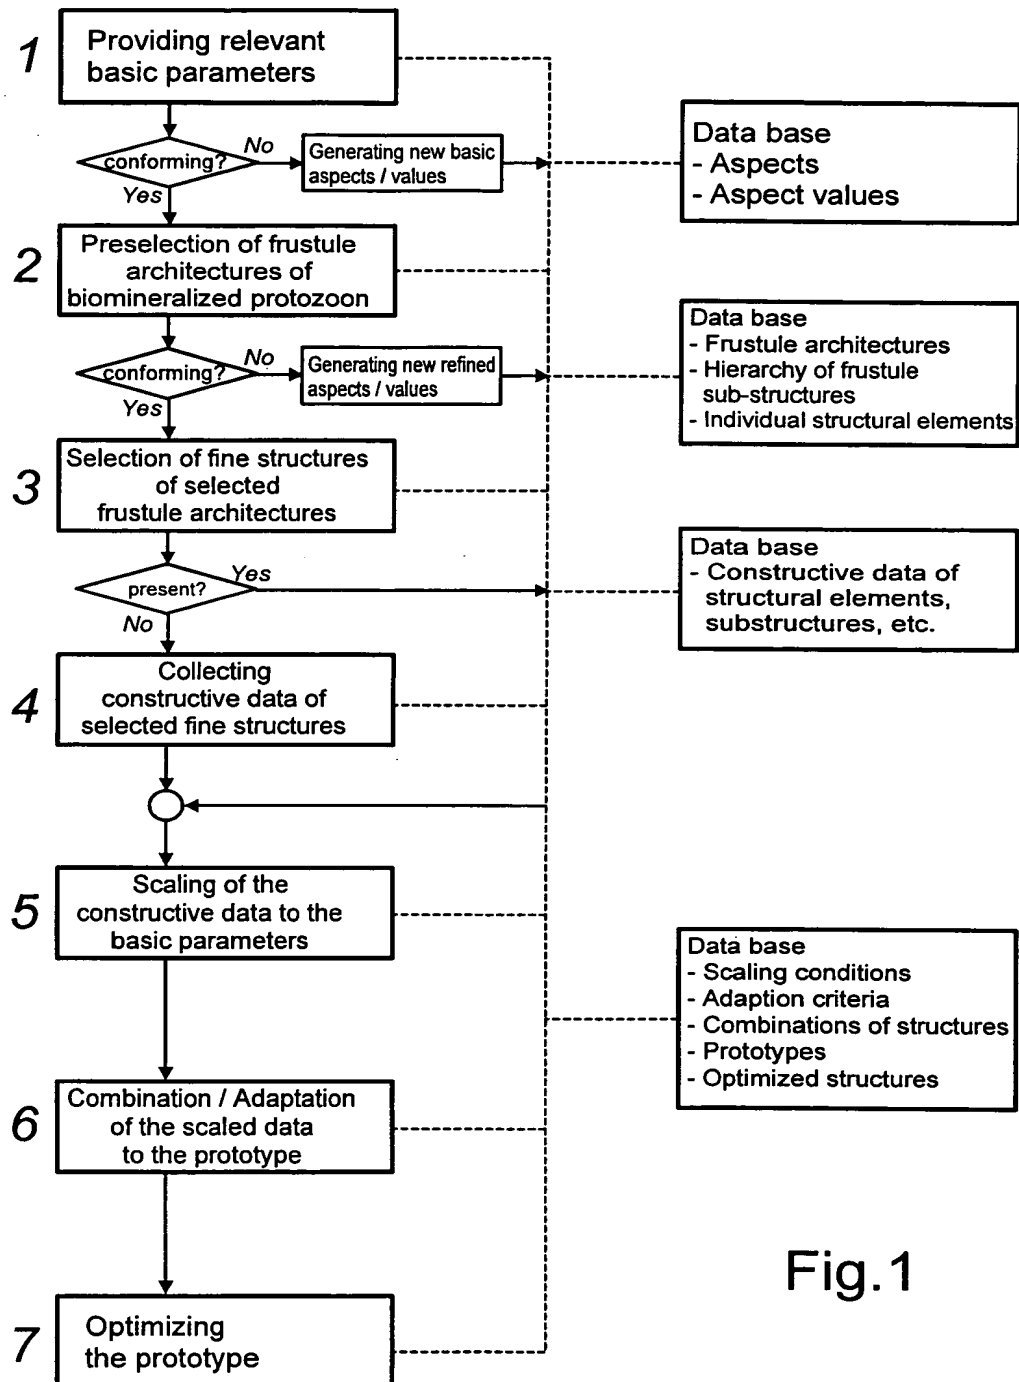 1
Providing relevant
basic parameters
conforming?
No
Yes
Generating new basic
aspects / values
Data base
- Aspects
- Aspect values
2
Preselection of frustule
architectures of
biomineralized protozoon
conforming?
No
Yes
Generating new refined
aspects / values
Data base
- Frustule architectures
- Hierarchy of frustule
sub-structures
- Individual structural elements
3
Selection of fine structures
of selected
frustule architectures
present?
Yes
No
Data base
- Constructive data of
structural elements,
substructures, etc.
4
Collecting
constructive data of
selected fine structures
5
Scaling of the
constructive data to the
basic parameters
Data base
- Scaling conditions
- Adaption criteria
- Combinations of structures
- Prototypes
- Optimized structures
6
Combination / Adaptation
of the scaled data
to the prototype
7
Optimizing
the prototype
Fig.1